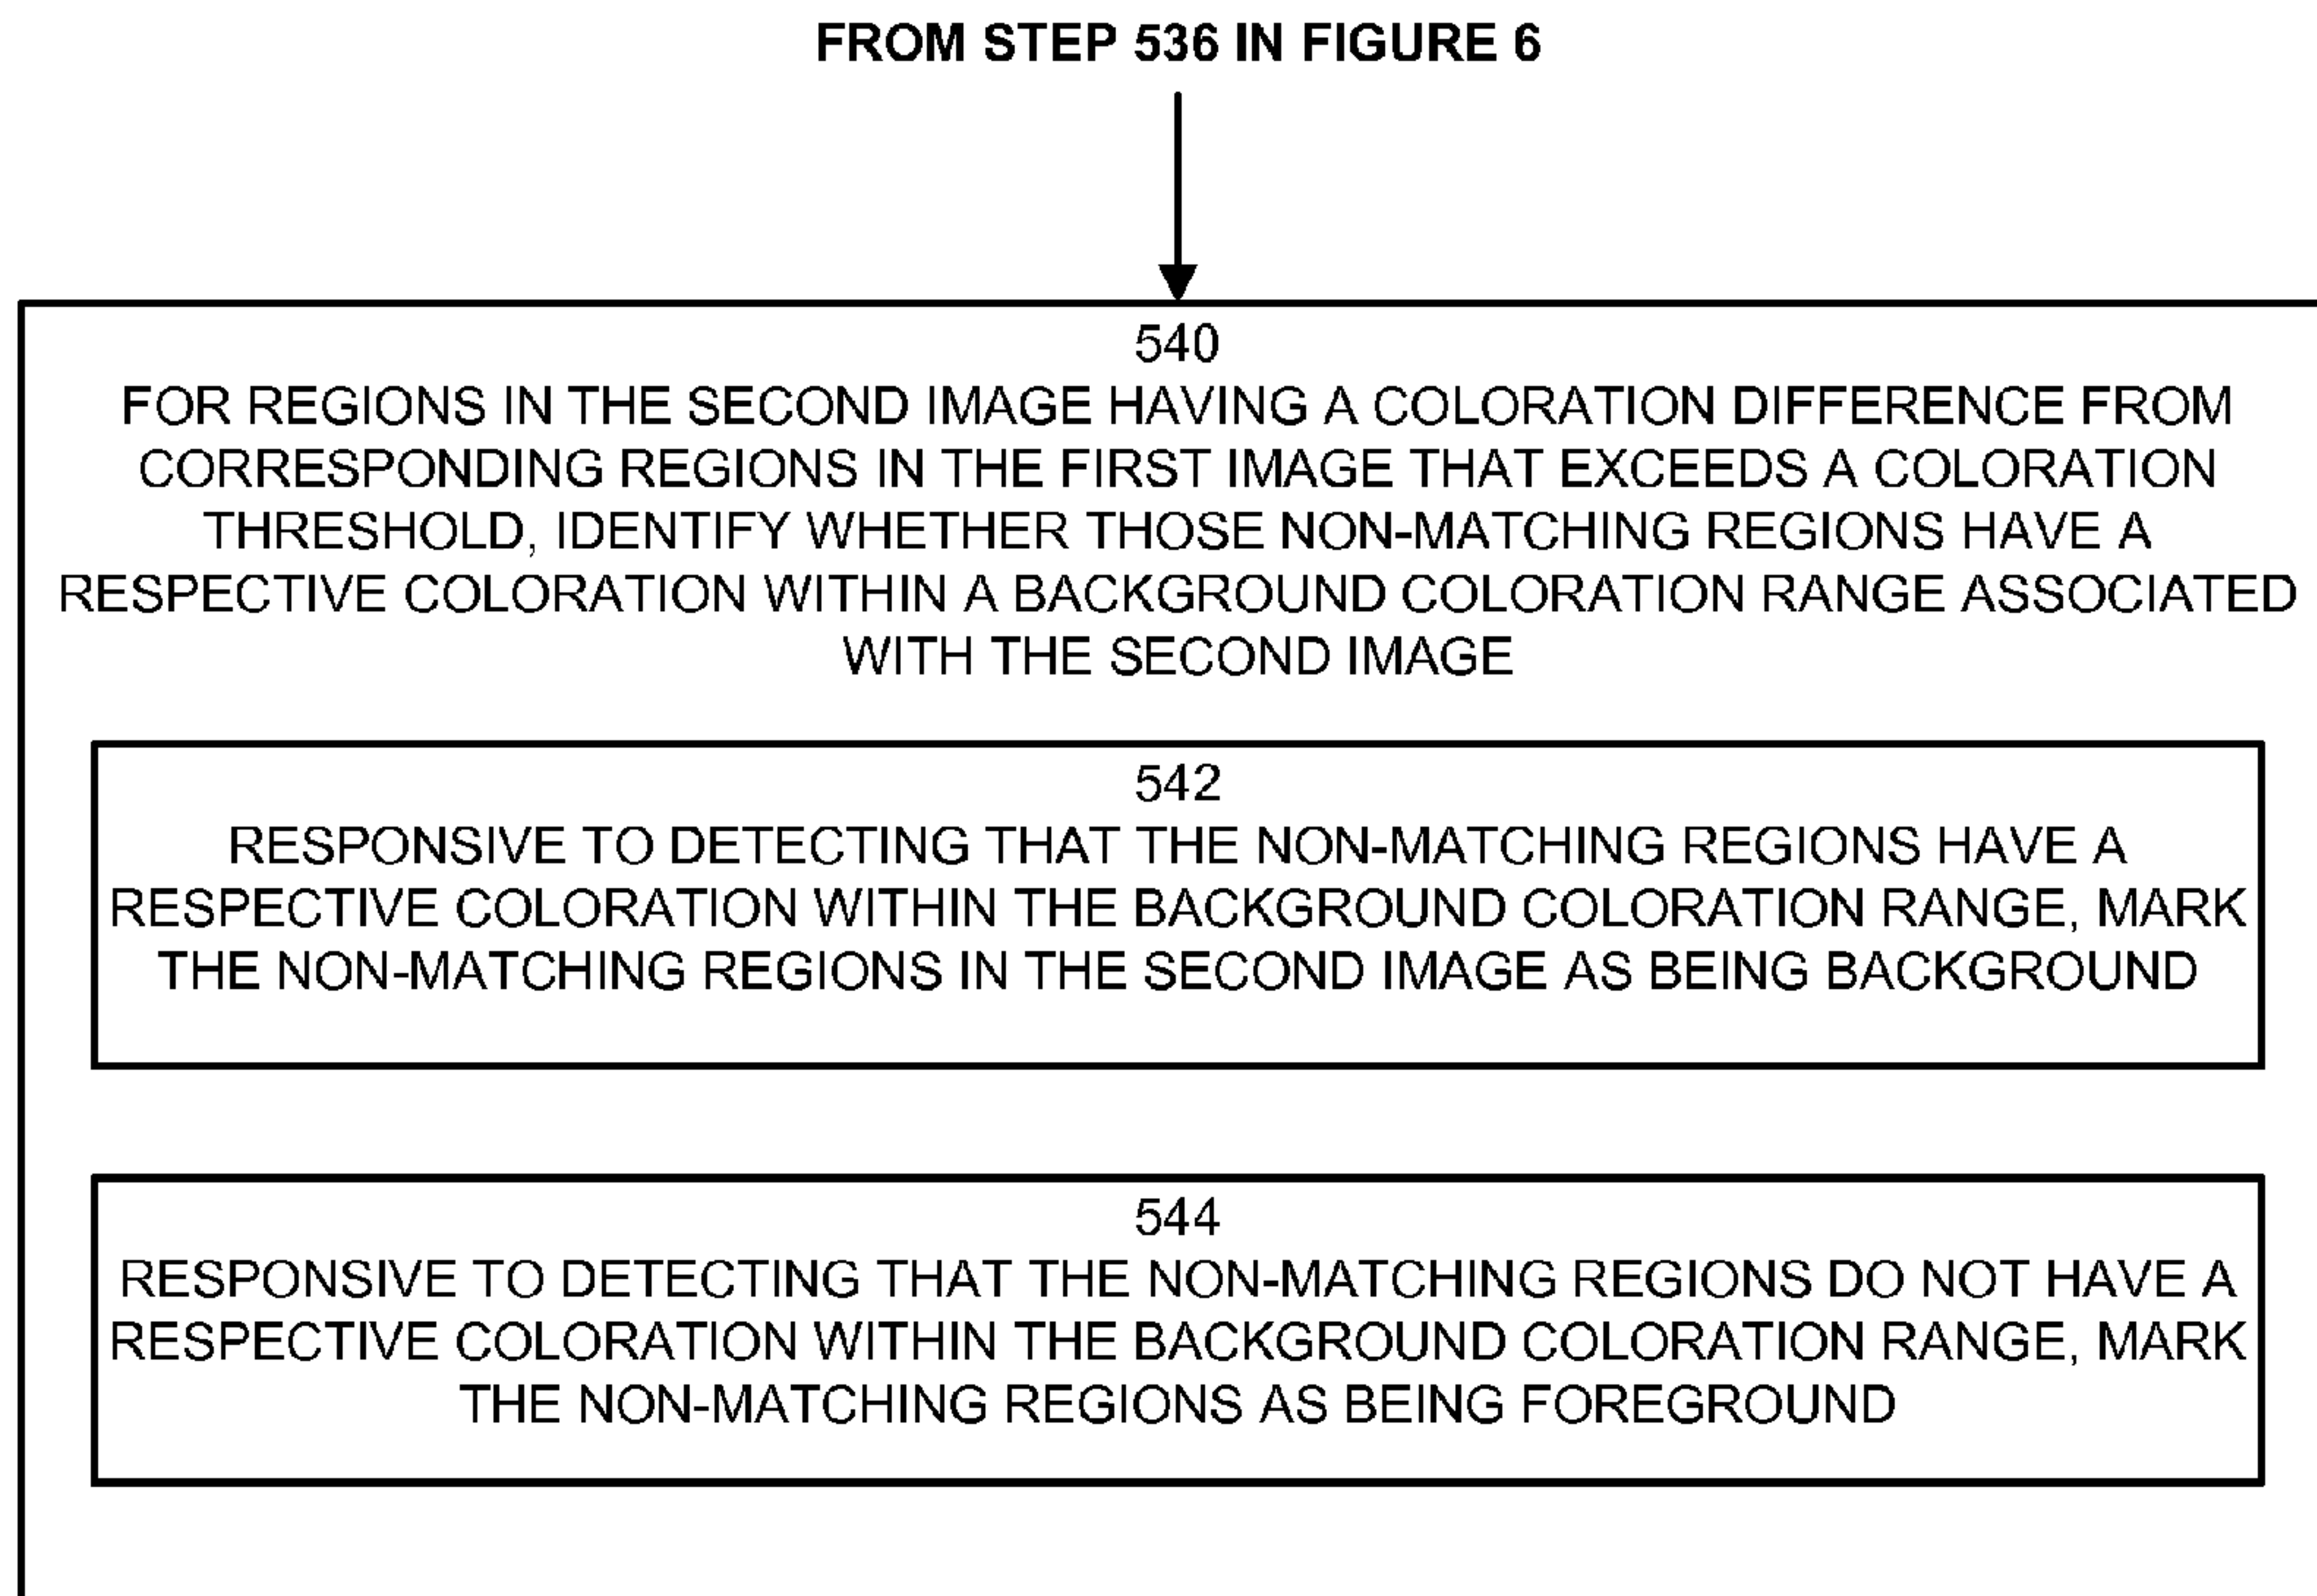 FROM STEP 536 IN FIGURE 6
540
FOR REGIONS IN THE SECOND IMAGE HAVING A COLORATION DIFFERENCE FROM
CORRESPONDING REGIONS IN THE FIRST IMAGE THAT EXCEEDS A COLORATION
THRESHOLD, IDENTIFY WHETHER THOSE NON-MATCHING REGIONS HAVE A
RESPECTIVE COLORATION WITHIN A BACKGROUND COLORATION RANGE ASSOCIATED
WITH THE SECOND IMAGE
542
RESPONSIVE TO DETECTING THAT THE NON-MATCHING REGIONS HAVE A
RESPECTIVE COLORATION WITHIN THE BACKGROUND COLORATION RANGE, MARK
THE NON-MATCHING REGIONS IN THE SECOND IMAGE AS BEING BACKGROUND
544
RESPONSIVE TO DETECTING THAT THE NON-MATCHING REGIONS DO NOT HAVE A
RESPECTIVE COLORATION WITHIN THE BACKGROUND COLORATION RANGE, MARK
THE NON-MATCHING REGIONS AS BEING FOREGROUND